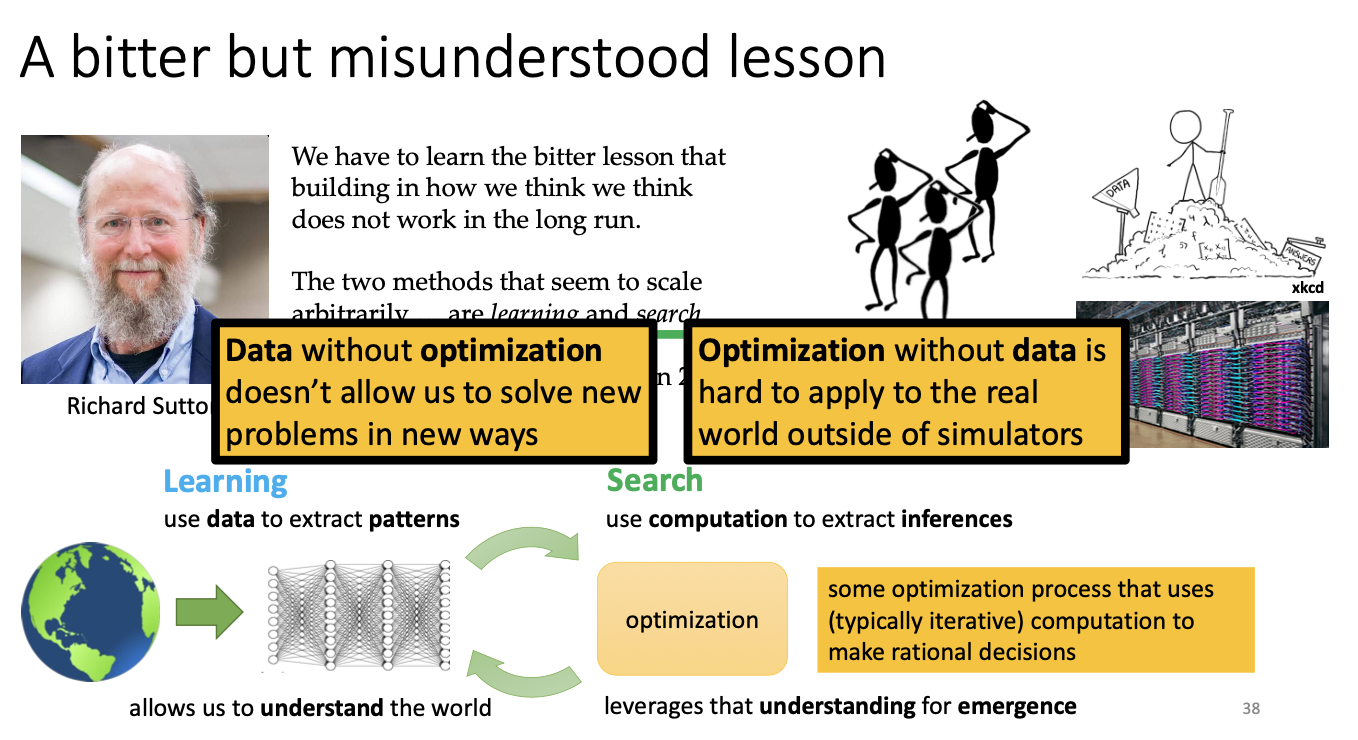 A bitter but misunderstood lesson
We have to learn the bitter lesson that
building in how we think we think
does not work in the long run.
The two methods that seem to scale
arbitrarily are learning and search
Richard
DATA
ANSWERS
xkcd
Data without optimization
doesn’t allow us to solve new
problems in new ways
Optimization without data is
hard to apply to the real
world outside of simulators
Learning
use data to extract patterns
allows us to understand the world
Search
use computation to extract inferences
optimization
some optimization process that uses
(typically iterative) computation to
make rational decisions
leverages that understanding for emergence
38